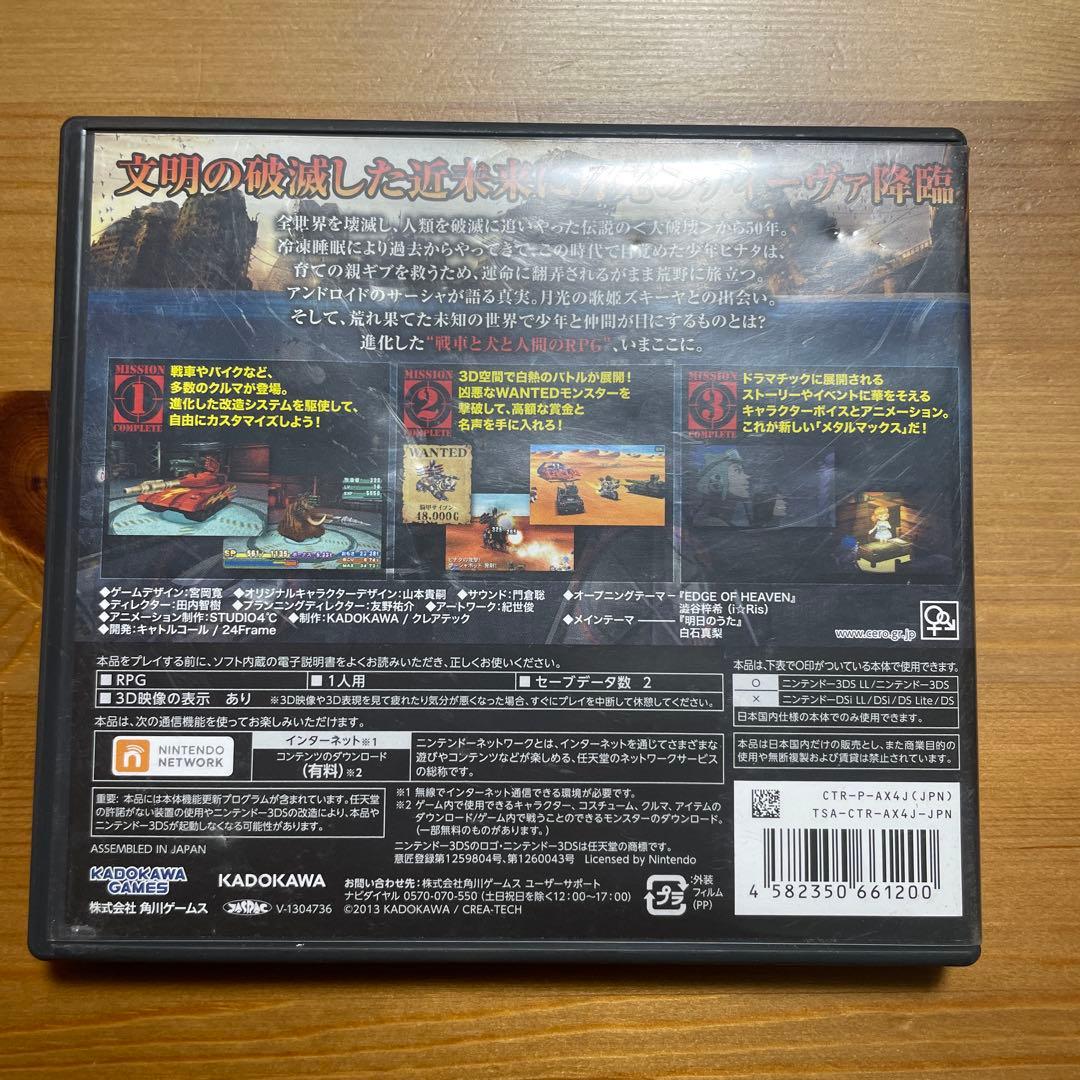 文明の破滅した近未来に月光のディーヴァ降臨
全世界を壊滅し、人類を破滅に追いやった伝説の<大破壊>から50年。
冷凍睡眠により過去からやってきて、この時代で目覚めた少年ヒナタは、
育ての親ギブを救うため、運命に翻弄されるがまま荒野に旅立つ。
アンドロイドのサーシャが語る真実。月光の歌姫ズキーヤとの出会い。
そして、荒れ果てた未知の世界で少年と仲間が目にするものとは?
進化した“戦車と犬と人間のRPG”、いまここに。
MISSION
1
COMPLETE
戦車やバイクなど、
多数のクルマが登場。
進化した改造システムを駆使して、
自由にカスタマイズしよう!
MISSION
2
COMPLETE
3D空間で白熱のバトルが展開!
凶悪なWANTEDモンスターを
撃破して、高額な賞金と
名声を手に入れろ!
MISSION
3
COMPLETE
ドラマチックに展開される
ストーリーやイベントに華をそえる
キャラクターボイスとアニメーション。
これが新しい「メタルマックス」だ!
WANTED
装甲サイフン
48,000G
SP
◆ゲームデザイン:宮岡寛 ◆オリジナルキャラクターデザイン:山本貴嗣 ◆サウンド:門倉聡
◆ディレクター:田内智樹 ◆プランニングディレクター:友野祐介 ◆アートワーク:紀世俊
◆アニメーション制作:STUDIO4℃ ◆制作:KADOKAWA / クレアテック
◆開発:キャトルコール / 24Frame
◆オープニングテーマ─『EDGE OF HEAVEN』
澁谷梓希(i☆Ris)
◆メインテーマ───『明日のうた』
白石真梨
www.cero.gr.jp
本品をプレイする前に、ソフト内蔵の電子説明書をよくお読みいただき、正しくお使いください。
■RPG ■1人用 ■セーブデータ数 2
■3D映像の表示 あり ※3D映像や3D表現を見て疲れたり気分が悪くなった場合、すぐにプレイを中断して休憩してください。
本品は、次の通信機能を使ってお楽しみいただけます。
NINTENDO
NETWORK
インターネット※1
コンテンツのダウンロード
(有料)※2
ニンテンドーネットワークとは、インターネットを通じてさまざまな
遊びやコンテンツなどが楽しめる、任天堂のネットワークサービス
の総称です。
本品は、下表で○印がついている本体で使用できます。
○ ニンテンドー3DS LL/ニンテンドー3DS
× ニンテンドーDSi LL/DSi/DS Lite/DS
日本国内仕様の本体でのみ使用できます。
本品は日本国内だけの販売とし、また商業目的の
使用や無断複製および賃貸は禁止されています。
重要: 本品には本体機能更新プログラムが含まれています。任天堂
の許諾がない装置の使用やニンテンドー3DSの改造により、本品や
ニンテンドー3DSが起動しなくなる可能性があります。
※1 無線でインターネット通信できる環境が必要です。
※2 ゲーム内で使用できるキャラクター、コスチューム、クルマ、アイテムの
ダウンロード/ゲーム内で戦うことのできるモンスターのダウンロード。
(一部無料のものがあります。)
ニンテンドー3DSのロゴ・ニンテンドー3DSは任天堂の商標です。
意匠登録第1259804号、第1260043号 Licensed by Nintendo
ASSEMBLED IN JAPAN
KADOKAWA
GAMES
株式会社 角川ゲームス
KADOKAWA
JASRAC V-1304736
お問い合わせ先:株式会社角川ゲームス ユーザーサポート
ナビダイヤル 0570-070-550 (土日祝日を除く12:00〜17:00)
©2013 KADOKAWA / CREA-TECH
プラ
:外装
フィルム
(PP)
CTR-P-AX4J(JPN)
TSA-CTR-AX4J-JPN
4 582350 661200